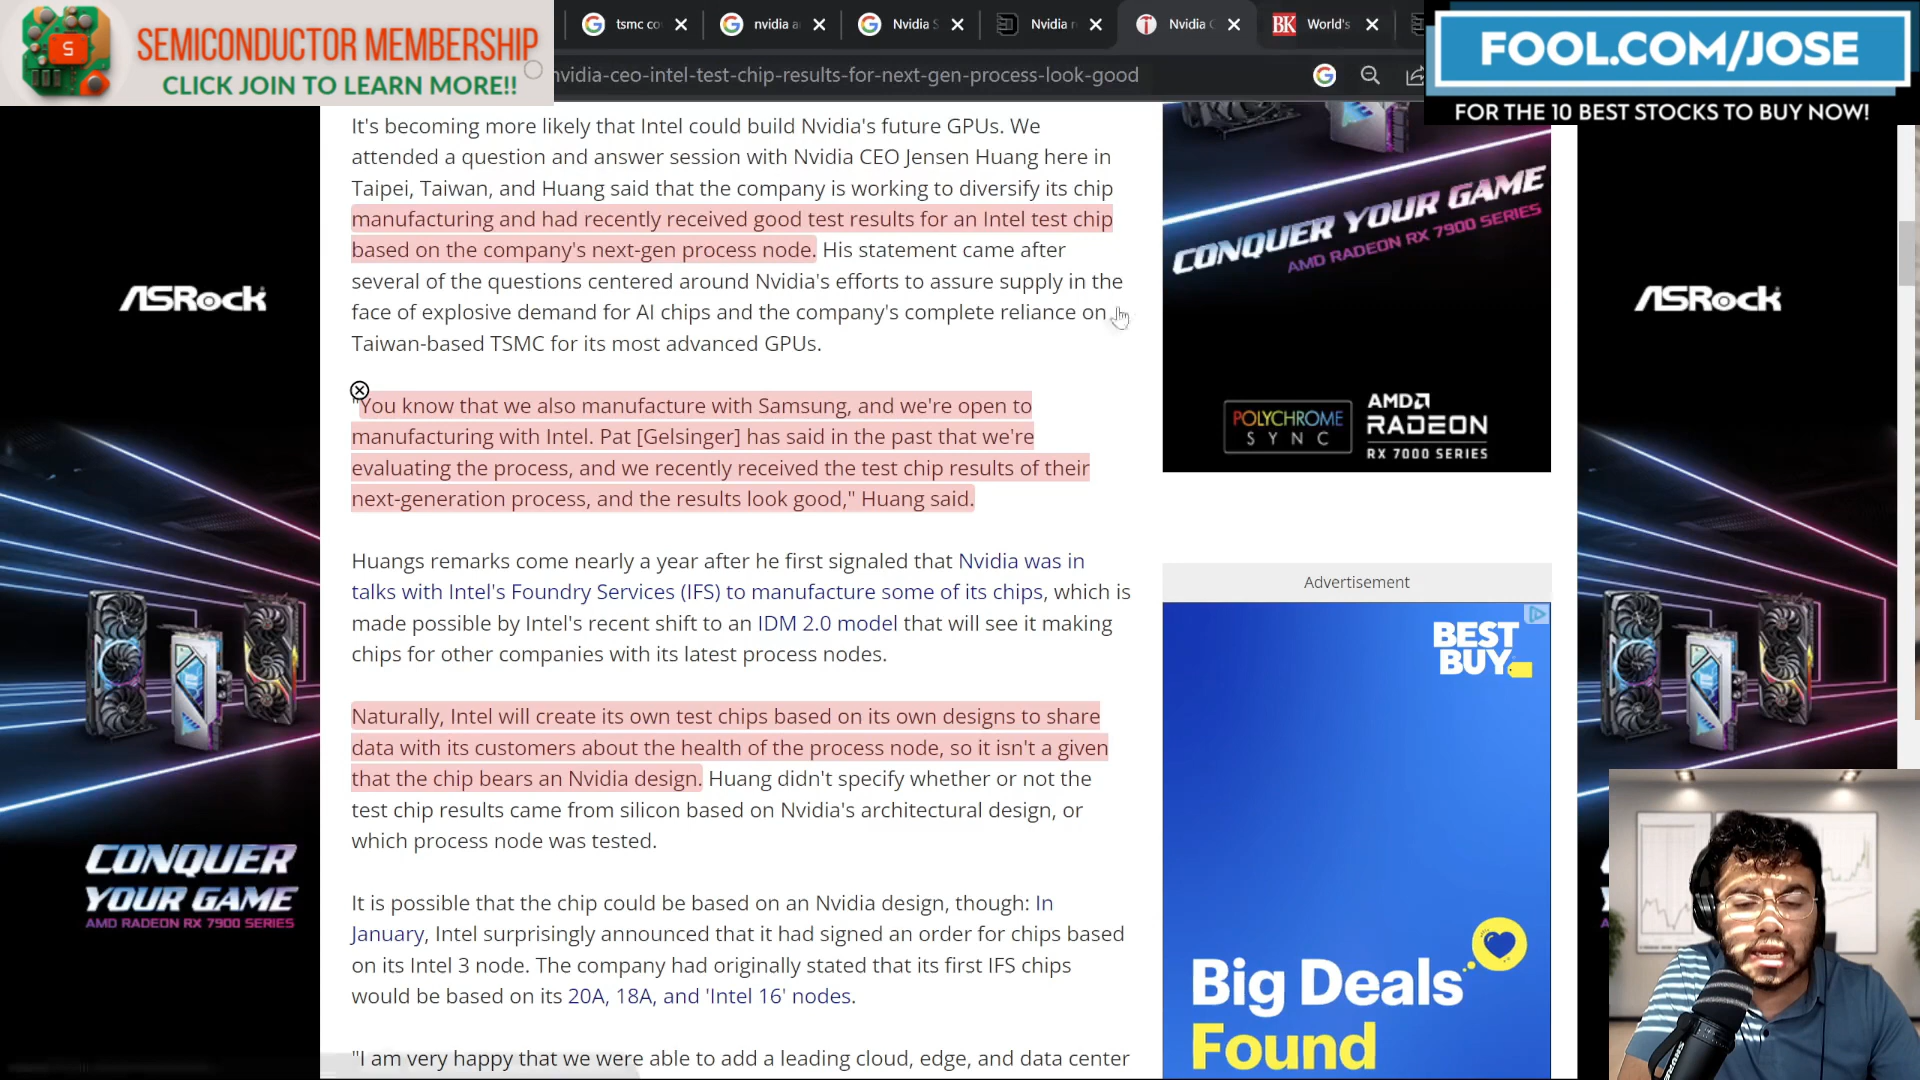 S
SEMICONDUCTOR MEMBERSHIP
CLICK JOIN TO LEARN MORE!!
tsmc co
nvidia a
Nvidia S
Nvidia r
Nvidia
BK World's
nvidia-ceo-intel-test-chip-results-for-next-gen-process-look-good
FOOL.COM/JOSE
FOR THE 10 BEST STOCKS TO BUY NOW!
It's becoming more likely that Intel could build Nvidia's future GPUs. We
attended a question and answer session with Nvidia CEO Jensen Huang here in
Taipei, Taiwan, and Huang said that the company is working to diversify its chip
manufacturing and had recently received good test results for an Intel test chip
based on the company's next-gen process node. His statement came after
several of the questions centered around Nvidia's efforts to assure supply in the
face of explosive demand for AI chips and the company's complete reliance on
Taiwan-based TSMC for its most advanced GPUs.
"You know that we also manufacture with Samsung, and we're open to
manufacturing with Intel. Pat [Gelsinger] has said in the past that we're
evaluating the process, and we recently received the test chip results of their
next-generation process, and the results look good," Huang said.
Huangs remarks come nearly a year after he first signaled that Nvidia was in
talks with Intel's Foundry Services (IFS) to manufacture some of its chips, which is
made possible by Intel's recent shift to an IDM 2.0 model that will see it making
chips for other companies with its latest process nodes.
Naturally, Intel will create its own test chips based on its own designs to share
data with its customers about the health of the process node, so it isn't a given
that the chip bears an Nvidia design. Huang didn't specify whether or not the
test chip results came from silicon based on Nvidia's architectural design, or
which process node was tested.
It is possible that the chip could be based on an Nvidia design, though: In
January, Intel surprisingly announced that it had signed an order for chips based
on its Intel 3 node. The company had originally stated that its first IFS chips
would be based on its 20A, 18A, and 'Intel 16' nodes.
"I am very happy that we were able to add a leading cloud, edge, and data center
ASRock
CONQUER
YOUR GAME
AMD RADEON RX 7900 SERIES
CONQUER YOUR GAME
AMD RADEON RX 7900 SERIES
POLYCHROME
SYNC
AMD
RADEON
RX 7000 SERIES
Advertisement
BEST
BUY
Big Deals
Found
ASRock
SHURE